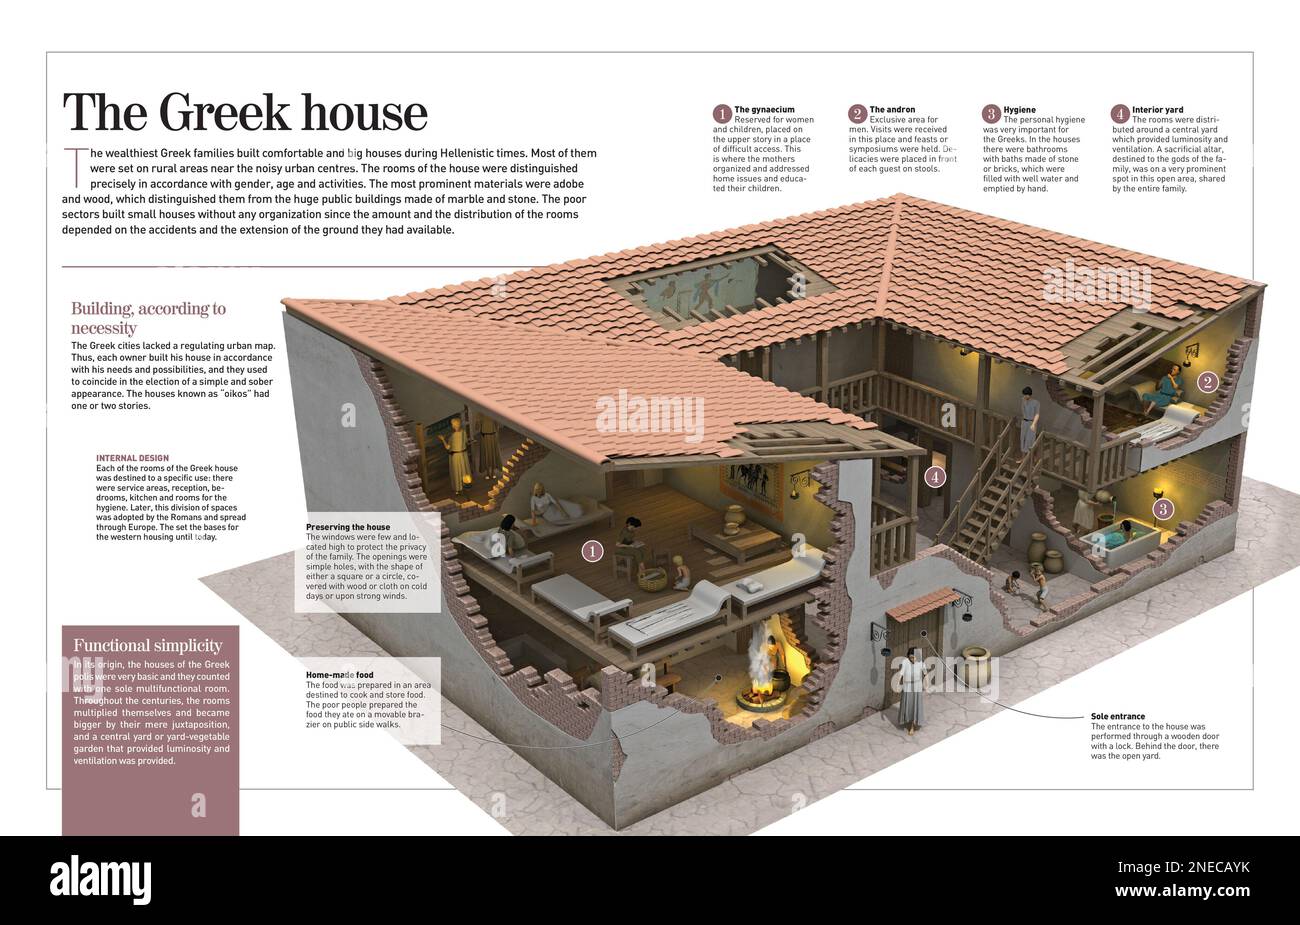 The Greek house
The wealthiest Greek families built comfortable and big houses during Hellenistic times. Most of them
were set on rural areas near the noisy urban centres. The rooms of the house were distinguished
precisely in accordance with gender, age and activities. The most prominent materials were adobe
and wood, which distinguished them from the huge public buildings made of marble and stone. The poor
sectors built small houses without any organization since the amount and the distribution of the rooms
depended on the accidents and the extension of the ground they had available.
1 The gynaecium
Reserved for women
and children, placed on
the upper story in a place
of difficult access. This
is where the mothers
organized and addressed
home issues and educa-
ted their children.
2 The andron
Exclusive area for
men. Visits were received
in this place and feasts or
symposiums were held. De-
licacies were placed in front
of each guest on stools.
3 Hygiene
The personal hygiene
was very important for
the Greeks. In the houses
there were bathrooms
with baths made of stone
or bricks, which were
filled with well water and
emptied by hand.
4 Interior yard
The rooms were distri-
buted around a central yard
which provided luminosity and
ventilation. A sacrificial altar,
destined to the gods of the fa-
mily, was on a very prominent
spot in this open area, shared
by the entire family.
Building, according to
necessity
The Greek cities lacked a regulating urban map.
Thus, each owner built his house in accordance
with his needs and possibilities, and they used
to coincide in the election of a simple and sober
appearance. The houses known as "oikos" had
one or two stories.
INTERNAL DESIGN
Each of the rooms of the Greek house
was destined to a specific use: there
were service areas, reception, be-
drooms, kitchen and rooms for the
hygiene. Later, this division of spaces
was adopted by the Romans and spread
through Europe. The set the bases for
the western housing until today.
Preserving the house
The windows were few and lo-
cated high to protect the privacy
of the family. The openings were
simple holes, with the shape of
either a square or a circle, co-
vered with wood or cloth on cold
days or upon strong winds.
Functional simplicity
In its origin, the houses of the Greek
polis were very basic and they counted
with one sole multifunctional room.
Throughout the centuries, the rooms
multiplied themselves and became
bigger by their mere juxtaposition,
and a central yard or yard-vegetable
garden that provided luminosity and
ventilation was provided.
Home-made food
The food was prepared in an area
destined to cook and store food.
The poor people prepared the
food they ate on a movable bra-
zier on public side walks.
Sole entrance
The entrance to the house was
performed through a wooden door
with a lock. Behind the door, there
was the open yard.
1
2
3
4
alamy
a
a
a
a
a
a
alamy
Image ID: 2NECAYK
www.alamy.com